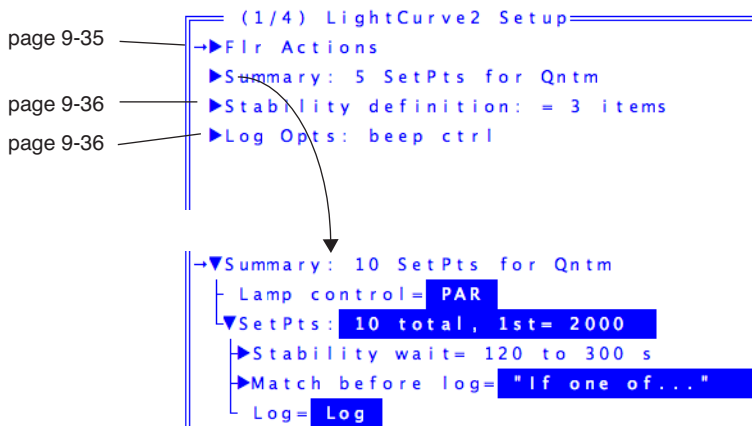 (1/4) LightCurve2 Setup
page 9-35
→▶Flr Actions
▶Summary: 5 SetPts for Qntm
page 9-36
▶Stability definition: = 3 items
page 9-36
▶Log Opts: beep ctrl
→▼Summary: 10 SetPts for Qntm
Lamp control= PAR
▼SetPts: 10 total, 1st= 2000
▶Stability wait= 120 to 300 s
▶Match before log= "If one of..."
Log= Log